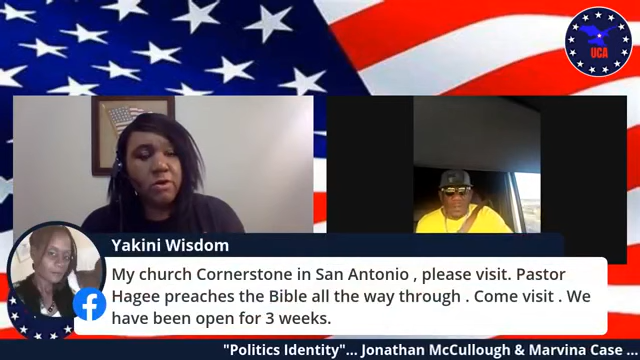 UCA
Yakini Wisdom
My church Cornerstone in San Antonio , please visit. Pastor
Hagee preaches the Bible all the way through . Come visit . We
have been open for 3 weeks.
"Politics Identity"... Jonathan McCullough & Marvina Case ...